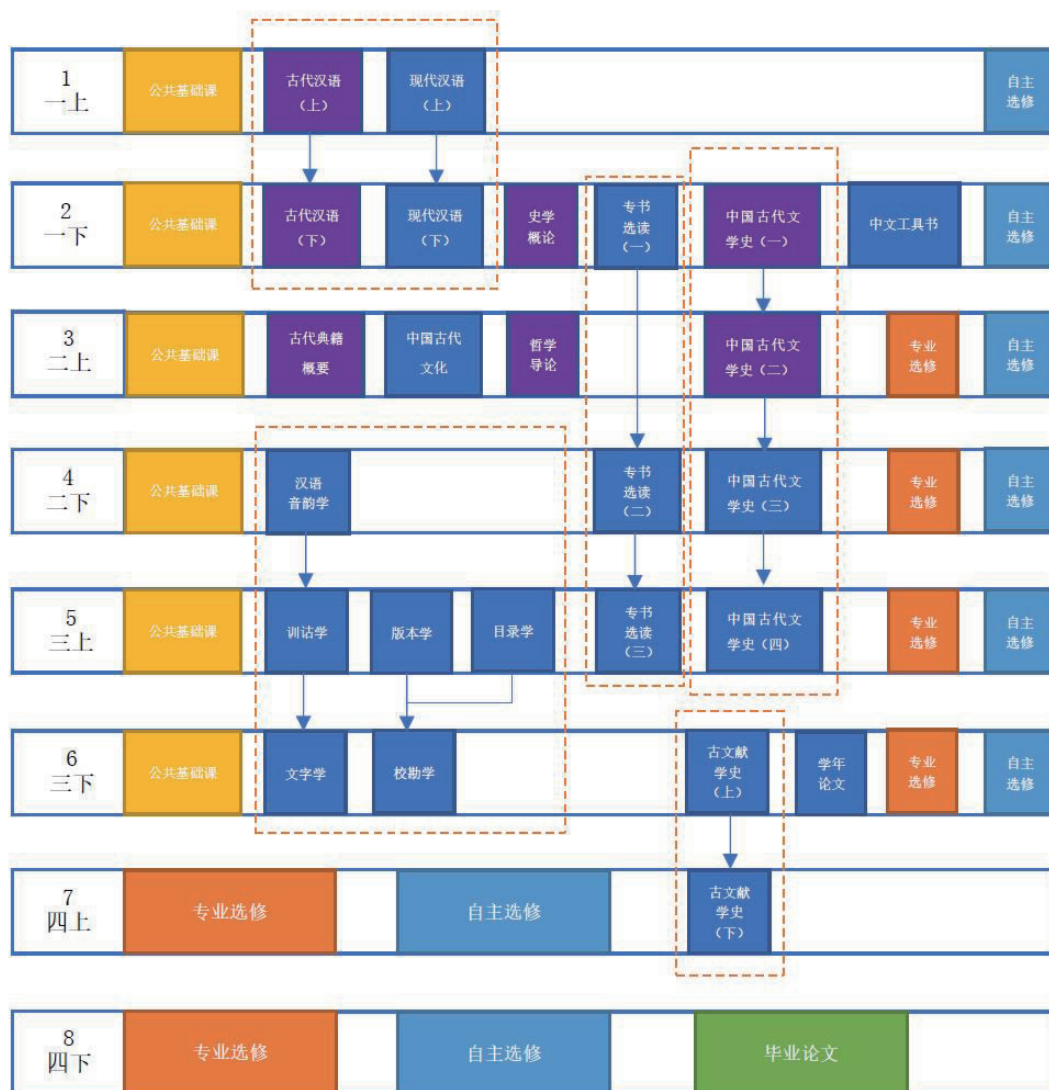 1
一上
公共基础课
古代汉语
（上）
现代汉语
（上）
自主
选修
2
一下
公共基础课
古代汉语
（下）
现代汉语
（下）
史学
概论
专书
选读
（一）
中国古代文
学史（一）
中文工具书
自主
选修
3
二上
公共基础课
古代典籍
概要
中国古代
文化
哲学
导论
中国古代文
学史（二）
专业
选修
自主
选修
4
二下
公共基础课
汉语
音韵学
专书
选读
（二）
中国古代文
学史（三）
专业
选修
自主
选修
5
三上
公共基础课
训诂学
版本学
目录学
专书
选读
（三）
中国古代文
学史（四）
专业
选修
自主
选修
6
三下
公共基础课
文字学
校勘学
古文献
学史
（上）
学年
论文
专业
选修
自主
选修
7
四上
专业选修
自主选修
古文献
学史
（下）
8
四下
专业选修
自主选修
毕业论文